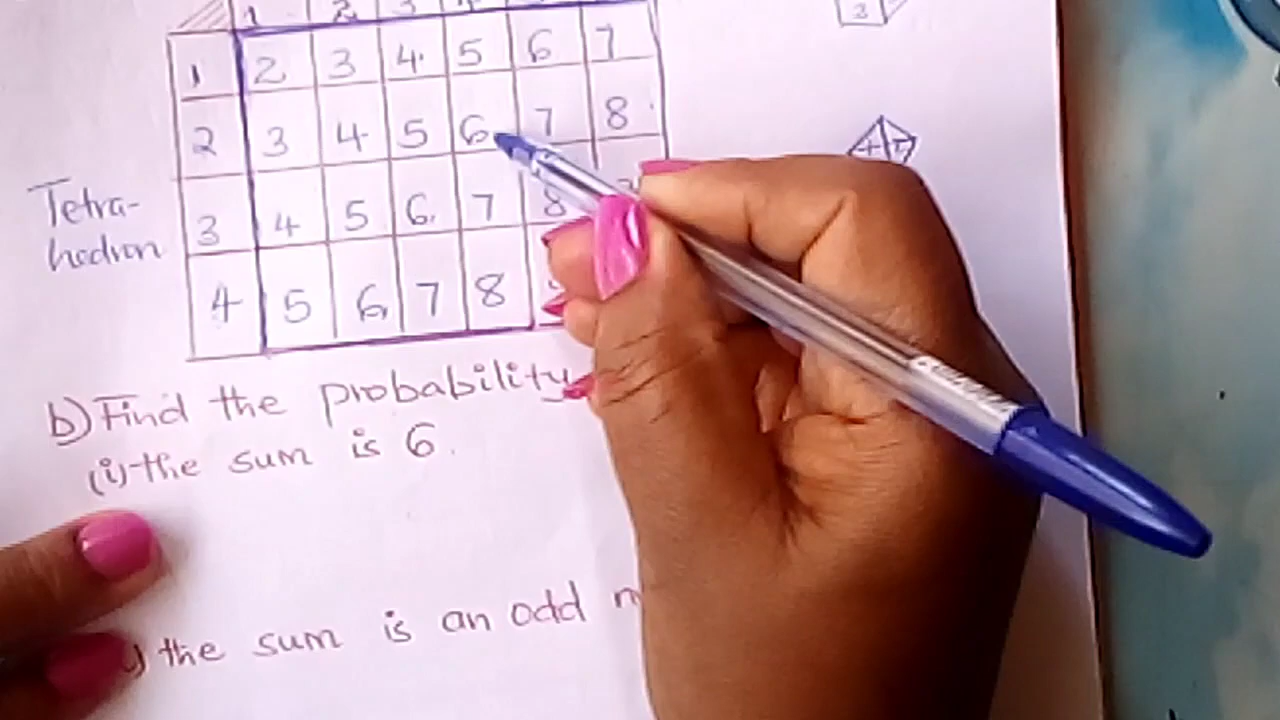 1 2 3
1 2 3 4 5 6 7
2 3 4 5 6 7 8
3 4 5 6 7 8
4 5 6 7 8
Tetra-
hedron
b) Find the probability
(i) the sum is 6.
the sum is an odd
3
4